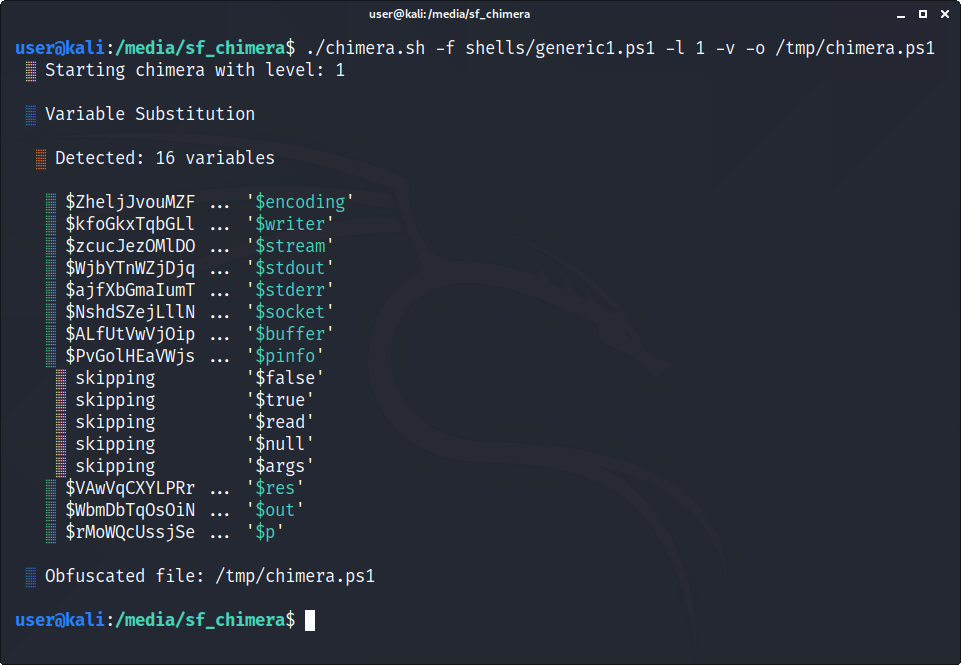 user@kali:/media/sf_chimera
user@kali:/media/sf_chimera$ ./chimera.sh -f shells/generic1.ps1 -l 1 -v -o /tmp/chimera.ps1
Starting chimera with level: 1
Variable Substitution
Detected: 16 variables
$ZheljJvouMZF ... '$encoding'
$kfoGkxTqbGLl ... '$writer'
$zcucJezOMlDO ... '$stream'
$WjbYTnWZjDjq ... '$stdout'
$ajfXbGmaIumT ... '$stderr'
$NshdSZejLllN ... '$socket'
$ALfUtVwVjOip ... '$buffer'
$PvGolHEaVWjs ... '$pinfo'
skipping '$false'
skipping '$true'
skipping '$read'
skipping '$null'
skipping '$args'
$VAwVqCXYLPRr ... '$res'
$WbmDbTqOsOiN ... '$out'
$rMoWQcUssjSe ... '$p'
Obfuscated file: /tmp/chimera.ps1
user@kali:/media/sf_chimera$